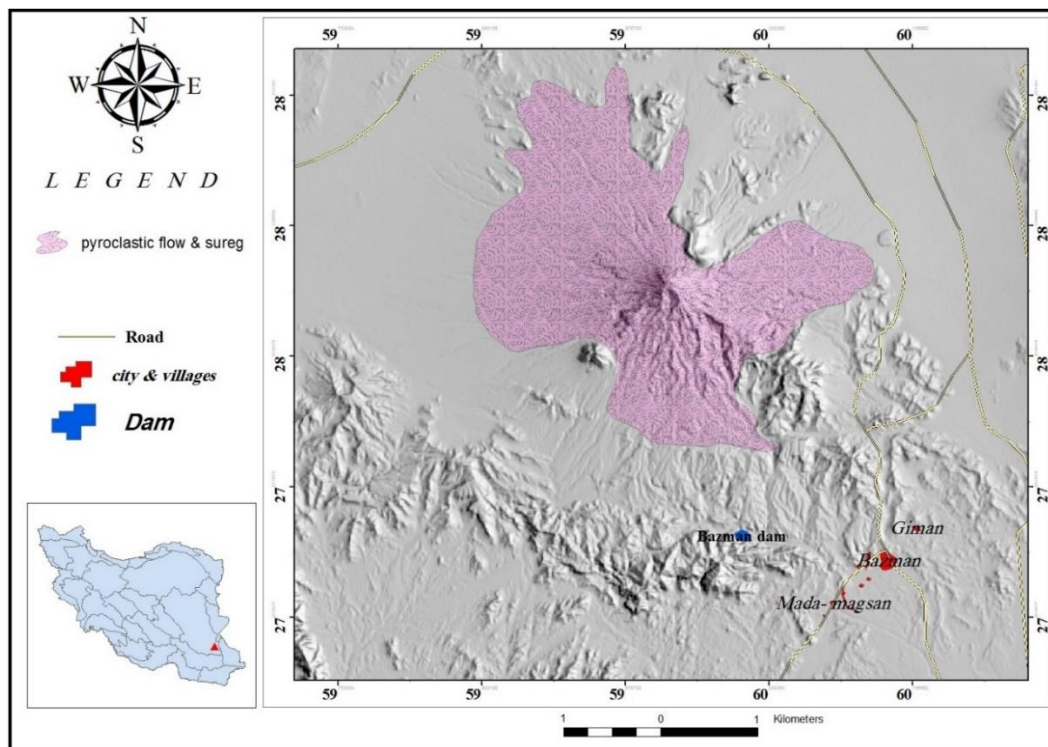 N
W E
S
L E G E N D
pyroclastic flow & sureg
Road
city & villages
Dam
59 59 59 60 60
28 28
28 28
28 28
27 27
27 27
Giman
Bazman dam
Bazman
Mada- magsan
1 0 1 Kilometers